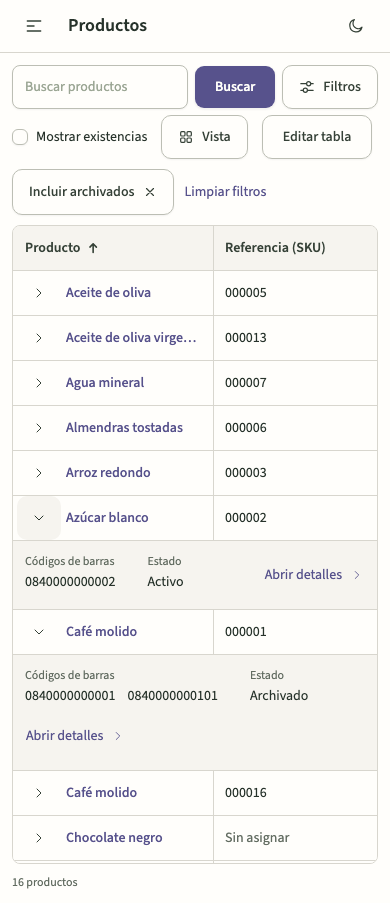 Productos
Buscar productos
Buscar
Filtros
Mostrar existencias
Vista
Editar tabla
Incluir archivados
Limpiar filtros
Producto Referencia (SKU)
Aceite de oliva 000005
Aceite de oliva virge… 000013
Agua mineral 000007
Almendras tostadas 000006
Arroz redondo 000003
Azúcar blanco 000002
Códigos de barras Estado
0840000000002 Activo Abrir detalles
Café molido 000001
Códigos de barras Estado
0840000000001 0840000000101 Archivado
Abrir detalles
Café molido 000016
Chocolate negro Sin asignar
16 productos